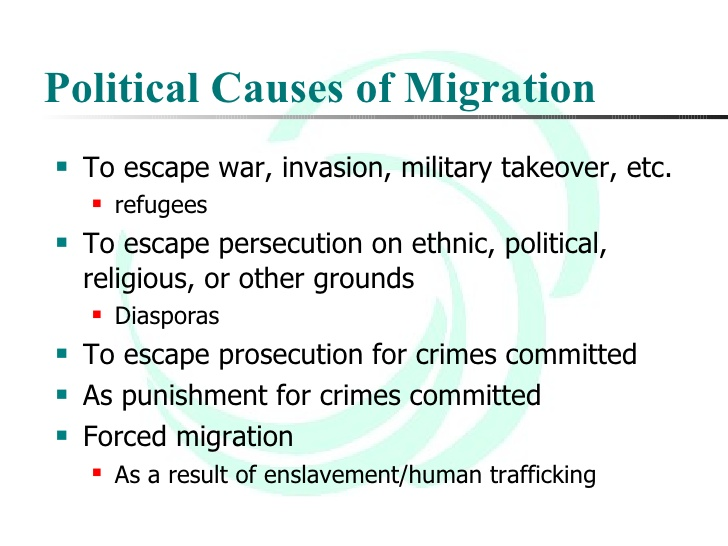 Political Causes of Migration
To escape war, invasion, military takeover, etc.
refugees
To escape persecution on ethnic, political,
religious, or other grounds
Diasporas
To escape prosecution for crimes committed
As punishment for crimes committed
Forced migration
As a result of enslavement/human trafficking